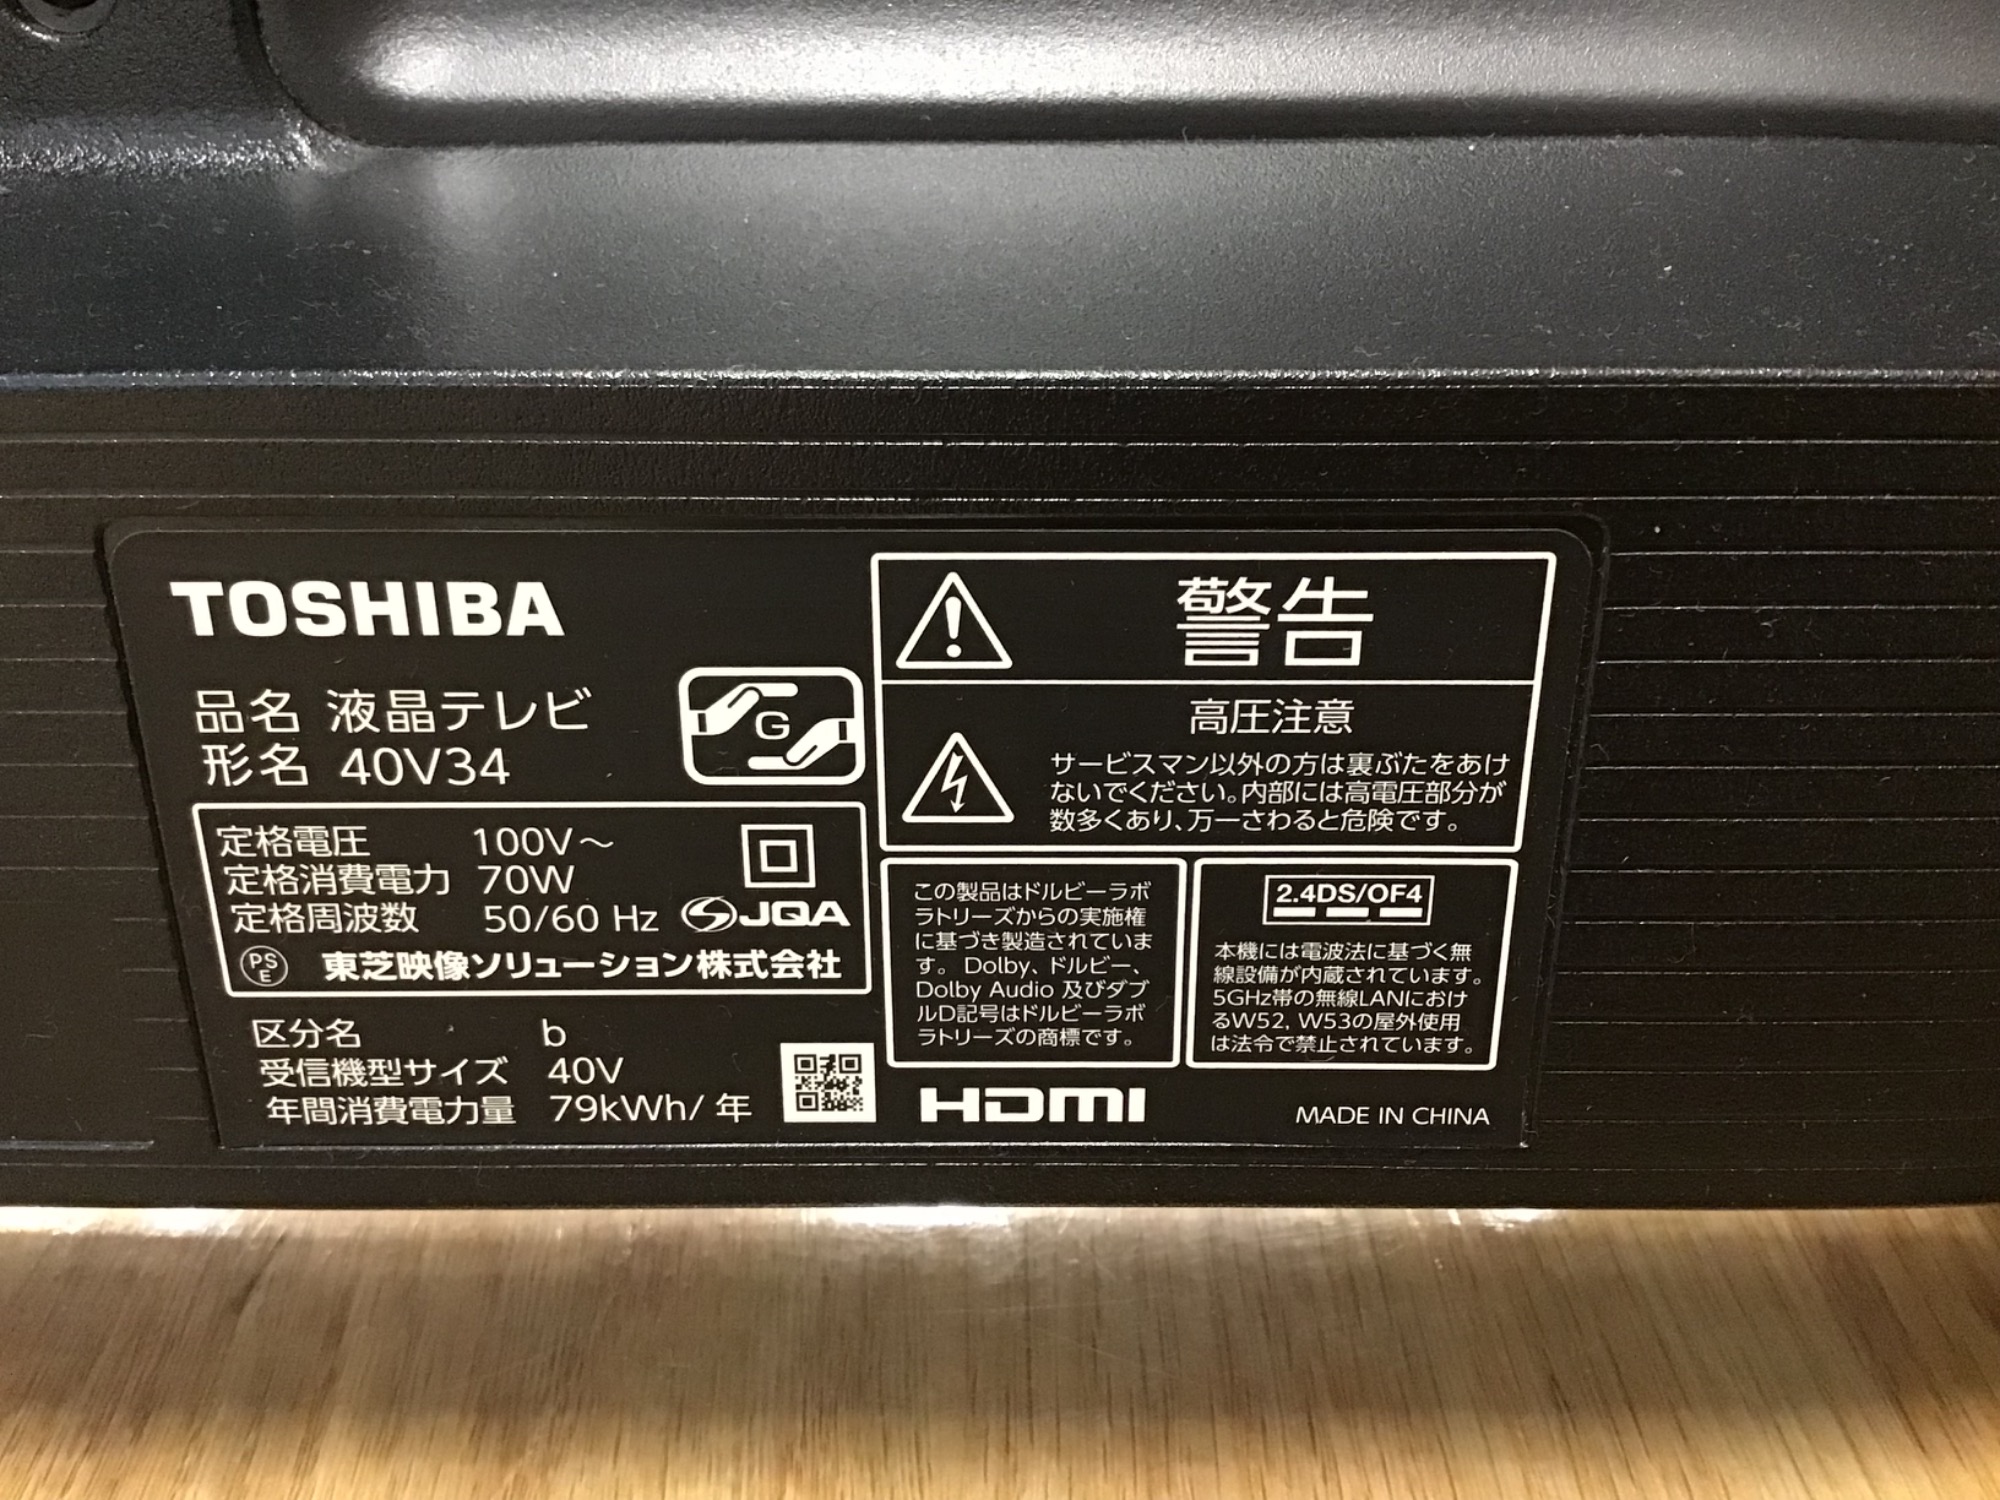 TOSHIBA
品名 液晶テレビ
形名 40V34
G
定格電圧 100V～
定格消費電力 70W
定格周波数 50/60 Hz
JQA
PS
E
東芝映像ソリューション株式会社
区分名 b
受信機型サイズ 40V
年間消費電力量 79kWh/ 年
警告
高圧注意
サービスマン以外の方は裏ぶたをあけ
ないでください。内部には高電圧部分が
数多くあり、万一さわると危険です。
この製品はドルビーラボ
ラトリーズからの実施権
に基づき製造されていま
す。 Dolby、ドルビー、
Dolby Audio 及びダブ
ルD記号はドルビーラボ
ラトリーズの商標です。
2.4DS/OF4
本機には電波法に基づく無
線設備が内蔵されています。
5GHz帯の無線LANにおけ
るW52, W53の屋外使用
は法令で禁止されています。
HDMI
MADE IN CHINA